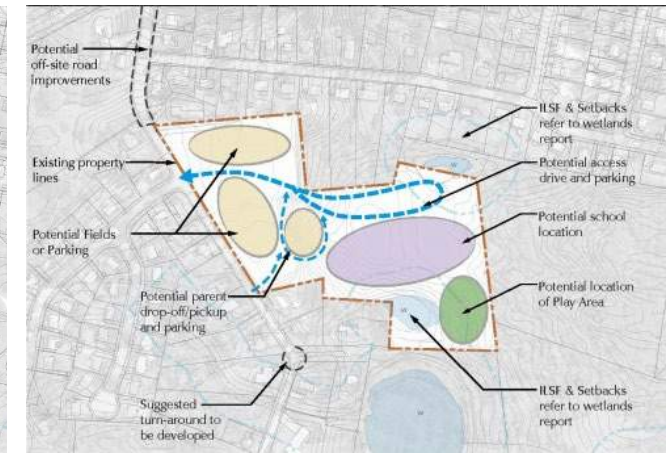 Potential
off-site road
improvements
Existing property
lines
Potential Fields
or Parking
Potential parent
drop-off/pickup
and parking
Suggested
turn-around to
be developed
ILSF & Setbacks
refer to wetlands
report
Potential access
drive and parking
Potential school
location
Potential location
of Play Area
ILSF & Setbacks
refer to wetlands
report